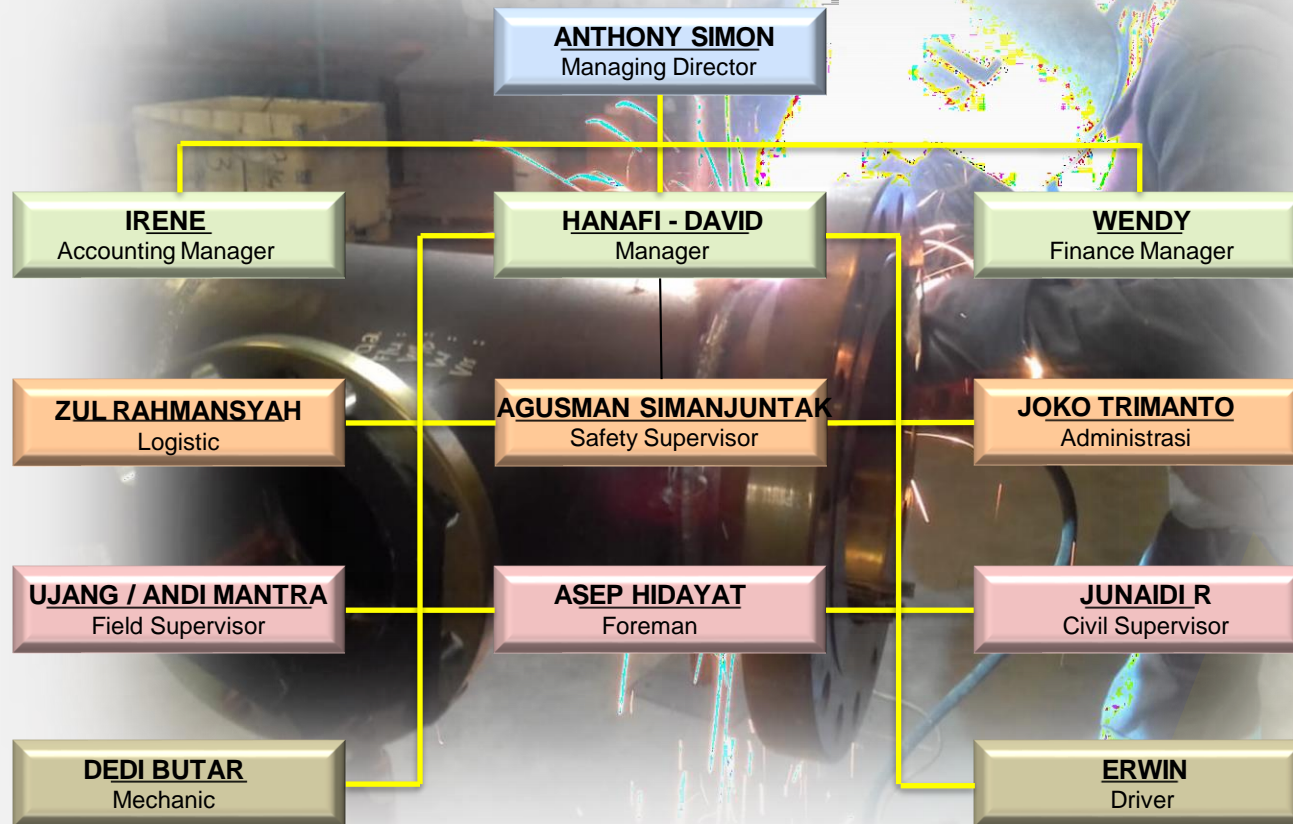 ANTHONY SIMON
Managing Director
IRENE
Accounting Manager
HANAFI - DAVID
Manager
WENDY
Finance Manager
ZUL RAHMANSYAH
Logistic
AGUSMAN SIMANJUNTAK
Safety Supervisor
JOKO TRIMANTO
Administrasi
UJANG / ANDI MANTRA
Field Supervisor
ASEP HIDAYAT
Foreman
JUNAIDI R
Civil Supervisor
DEDI BUTAR
Mechanic
ERWIN
Driver